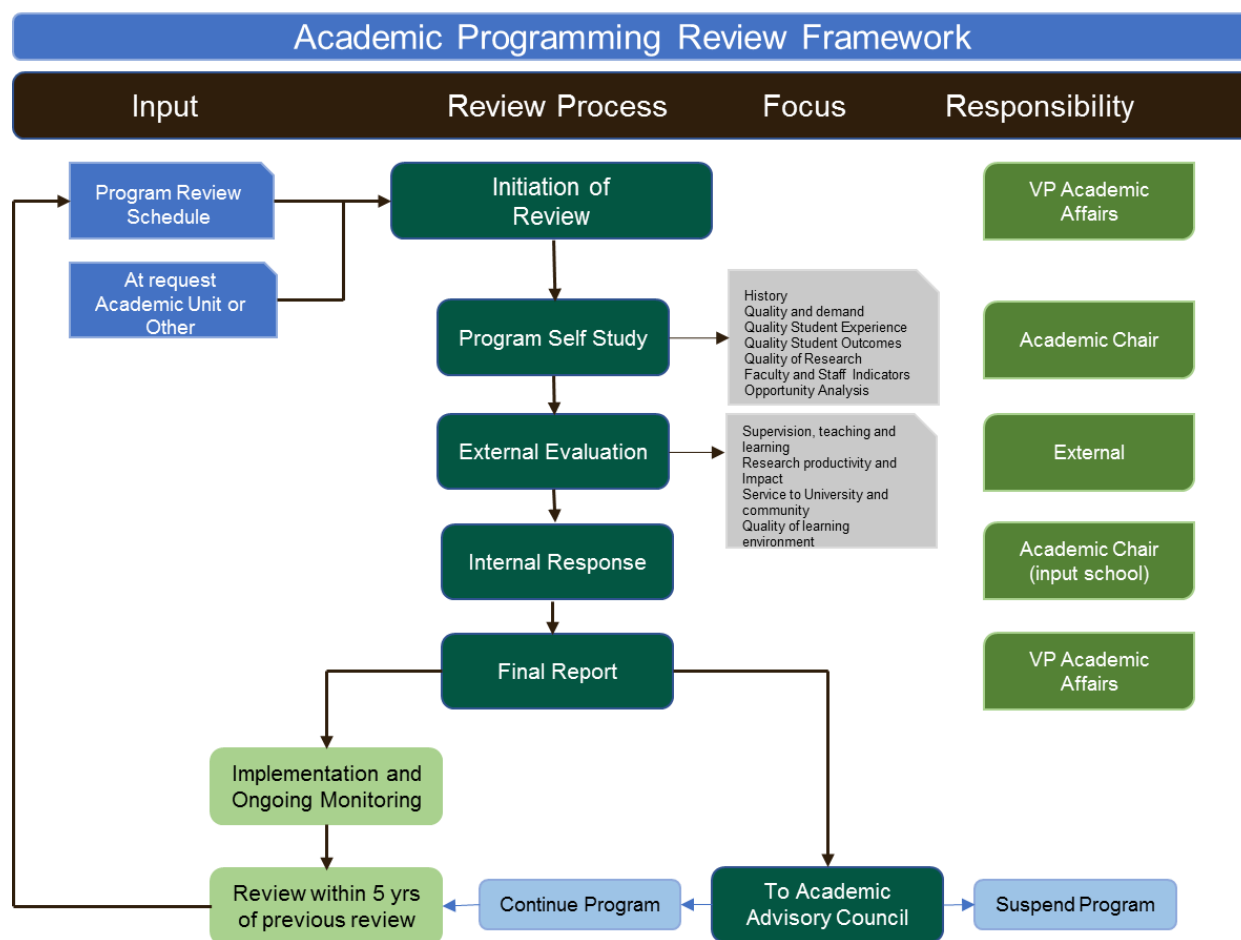 Academic Programming Review Framework
Input Review Process Focus Responsibility
Program Review
Schedule
Initiation of
Review
VP Academic
Affairs
At request
Academic Unit or
Other
Program Self Study
History
Quality and demand
Quality Student Experience
Quality Student Outcomes
Quality of Research
Faculty and Staff Indicators
Opportunity Analysis
Academic Chair
External Evaluation
Supervision, teaching and
learning
Research productivity and
Impact
Service to University and
community
Quality of learning
environment
External
Internal Response
Academic Chair
(input school)
Final Report
VP Academic
Affairs
Implementation and
Ongoing Monitoring
Review within 5 yrs
of previous review
Continue Program
To Academic
Advisory Council
Suspend Program